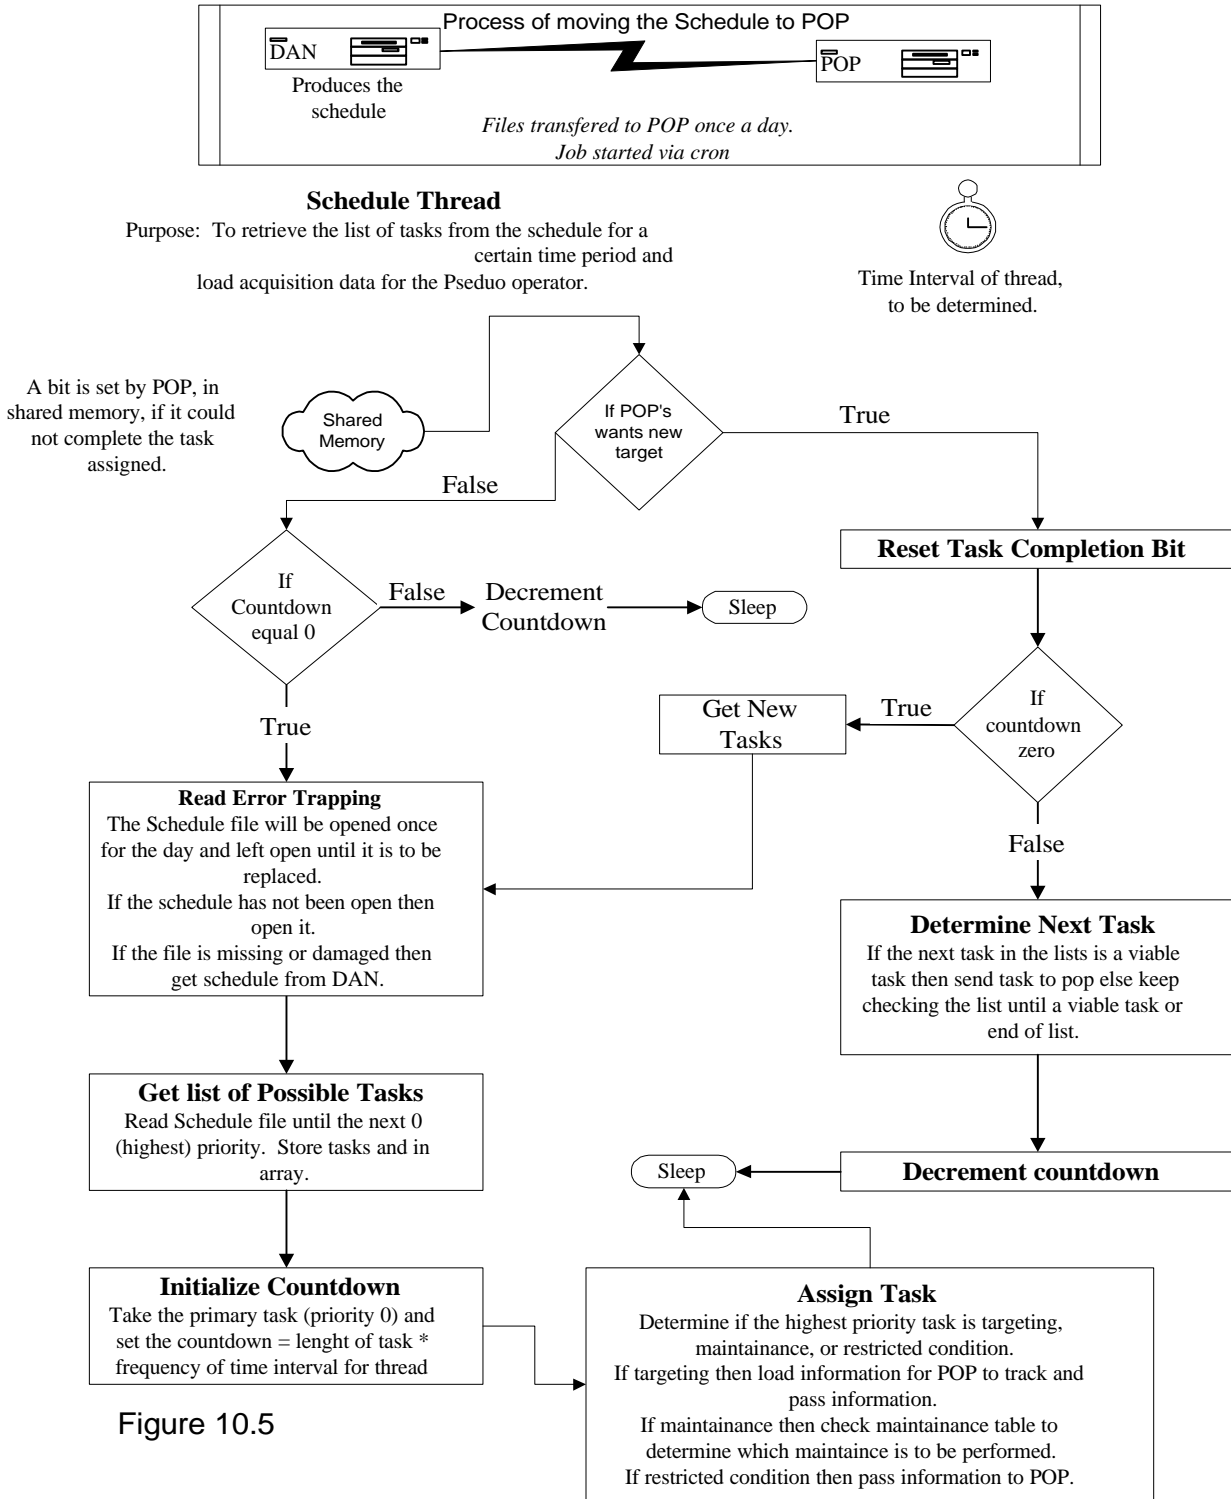 Process of moving the Schedule to POP
DAN
POP
Produces the
schedule
Files transfered to POP once a day.
Job started via cron
Schedule Thread
Purpose: To retrieve the list of tasks from the schedule for a
certain time period and
load acquisition data for the Pseduo operator.
Time Interval of thread,
to be determined.
A bit is set by POP, in
shared memory, if it could
not complete the task
assigned.
Shared
Memory
If POP's
wants new
target
True
False
Reset Task Completion Bit
If
Countdown
equal 0
False
Decrement
Countdown
Sleep
True
Get New
Tasks
True
If
countdown
zero
False
Read Error Trapping
The Schedule file will be opened once
for the day and left open until it is to be
replaced.
If the schedule has not been open then
open it.
If the file is missing or damaged then
get schedule from DAN.
Determine Next Task
If the next task in the lists is a viable
task then send task to pop else keep
checking the list until a viable task or
end of list.
Get list of Possible Tasks
Read Schedule file until the next 0
(highest) priority. Store tasks and in
array.
Sleep
Decrement countdown
Initialize Countdown
Take the primary task (priority 0) and
set the countdown = lenght of task *
frequency of time interval for thread
Assign Task
Determine if the highest priority task is targeting,
maintainance, or restricted condition.
If targeting then load information for POP to track and
pass information.
If maintainance then check maintainance table to
determine which maintaince is to be performed.
If restricted condition then pass information to POP.
Figure 10.5